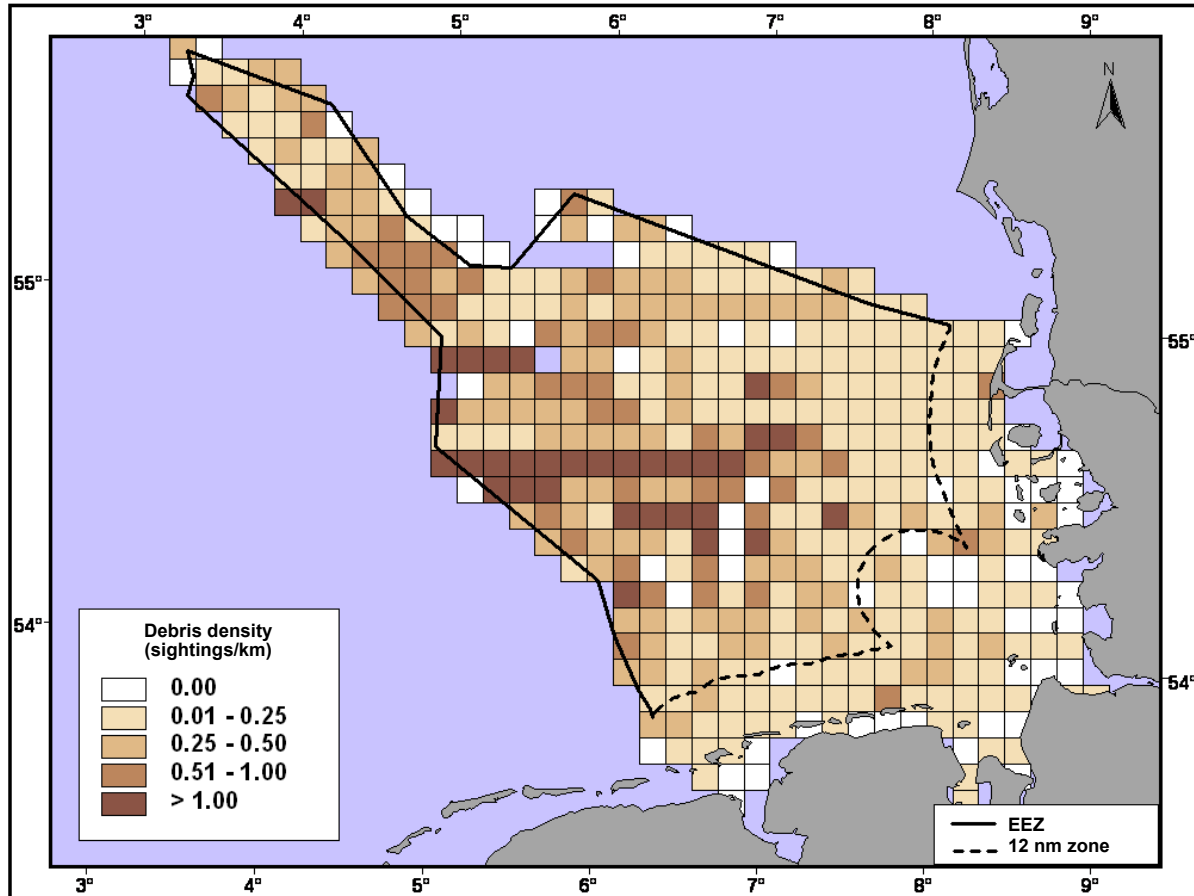 3° 4° 5° 6° 7° 8° 9°
N
55° 55°
54° 54°
Debris density
(sightings/km)
0.00
0.01 - 0.25
0.25 - 0.50
0.51 - 1.00
> 1.00
EEZ
12 nm zone
3° 4° 5° 6° 7° 8° 9°